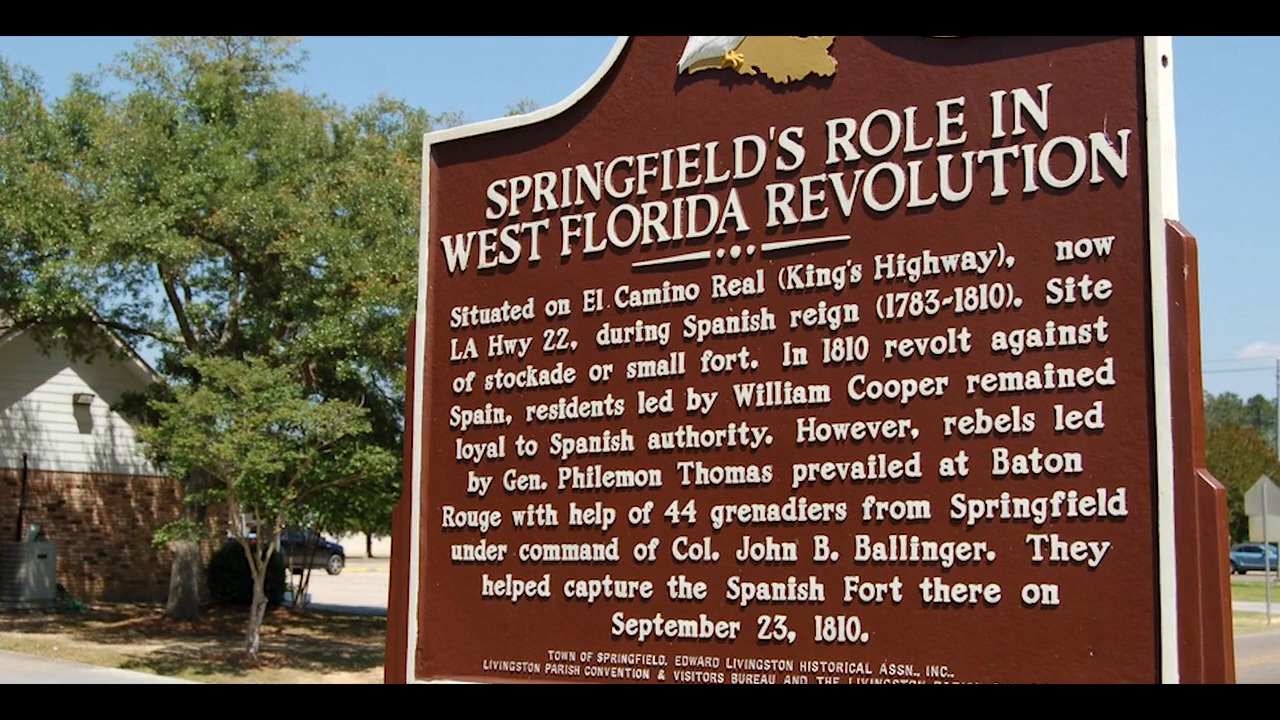 SPRINGFIELD'S ROLE IN
WEST FLORIDA REVOLUTION
Situated on El Camino Real (King's Highway), now
LA Hwy 22, during Spanish reign (1783-1810). Site
of stockade or small fort. In 1810 revolt against
Spain, residents led by William Cooper remained
loyal to Spanish authority. However, rebels led
by Gen. Philemon Thomas prevailed at Baton
Rouge with help of 44 grenadiers from Springfield
under command of Col. John B. Ballinger. They
helped capture the Spanish Fort there on
September 23, 1810.
TOWN OF SPRINGFIELD, EDWARD LIVINGSTON HISTORICAL ASSN., INC.,
LIVINGSTON PARISH CONVENTION & VISITORS BUREAU AND THE LIVINGSTON